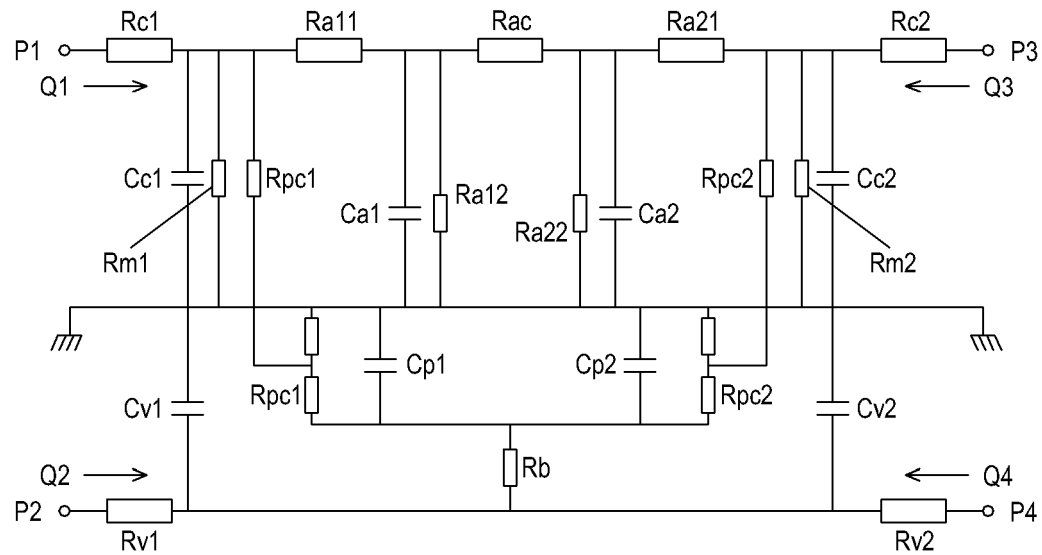 Rc1 Ra11 Rac Ra21 Rc2
P1 P3
Q1 Q3
Cc1 Rpc1 Rpc2 Cc2
Ra12
Ca1 Ca2
Ra22
Rm1 Rm2
Cp1 Cp2
Rpc1 Rpc2
Cv1 Cv2
Rb
Q2 Q4
P2 P4
Rv1 Rv2